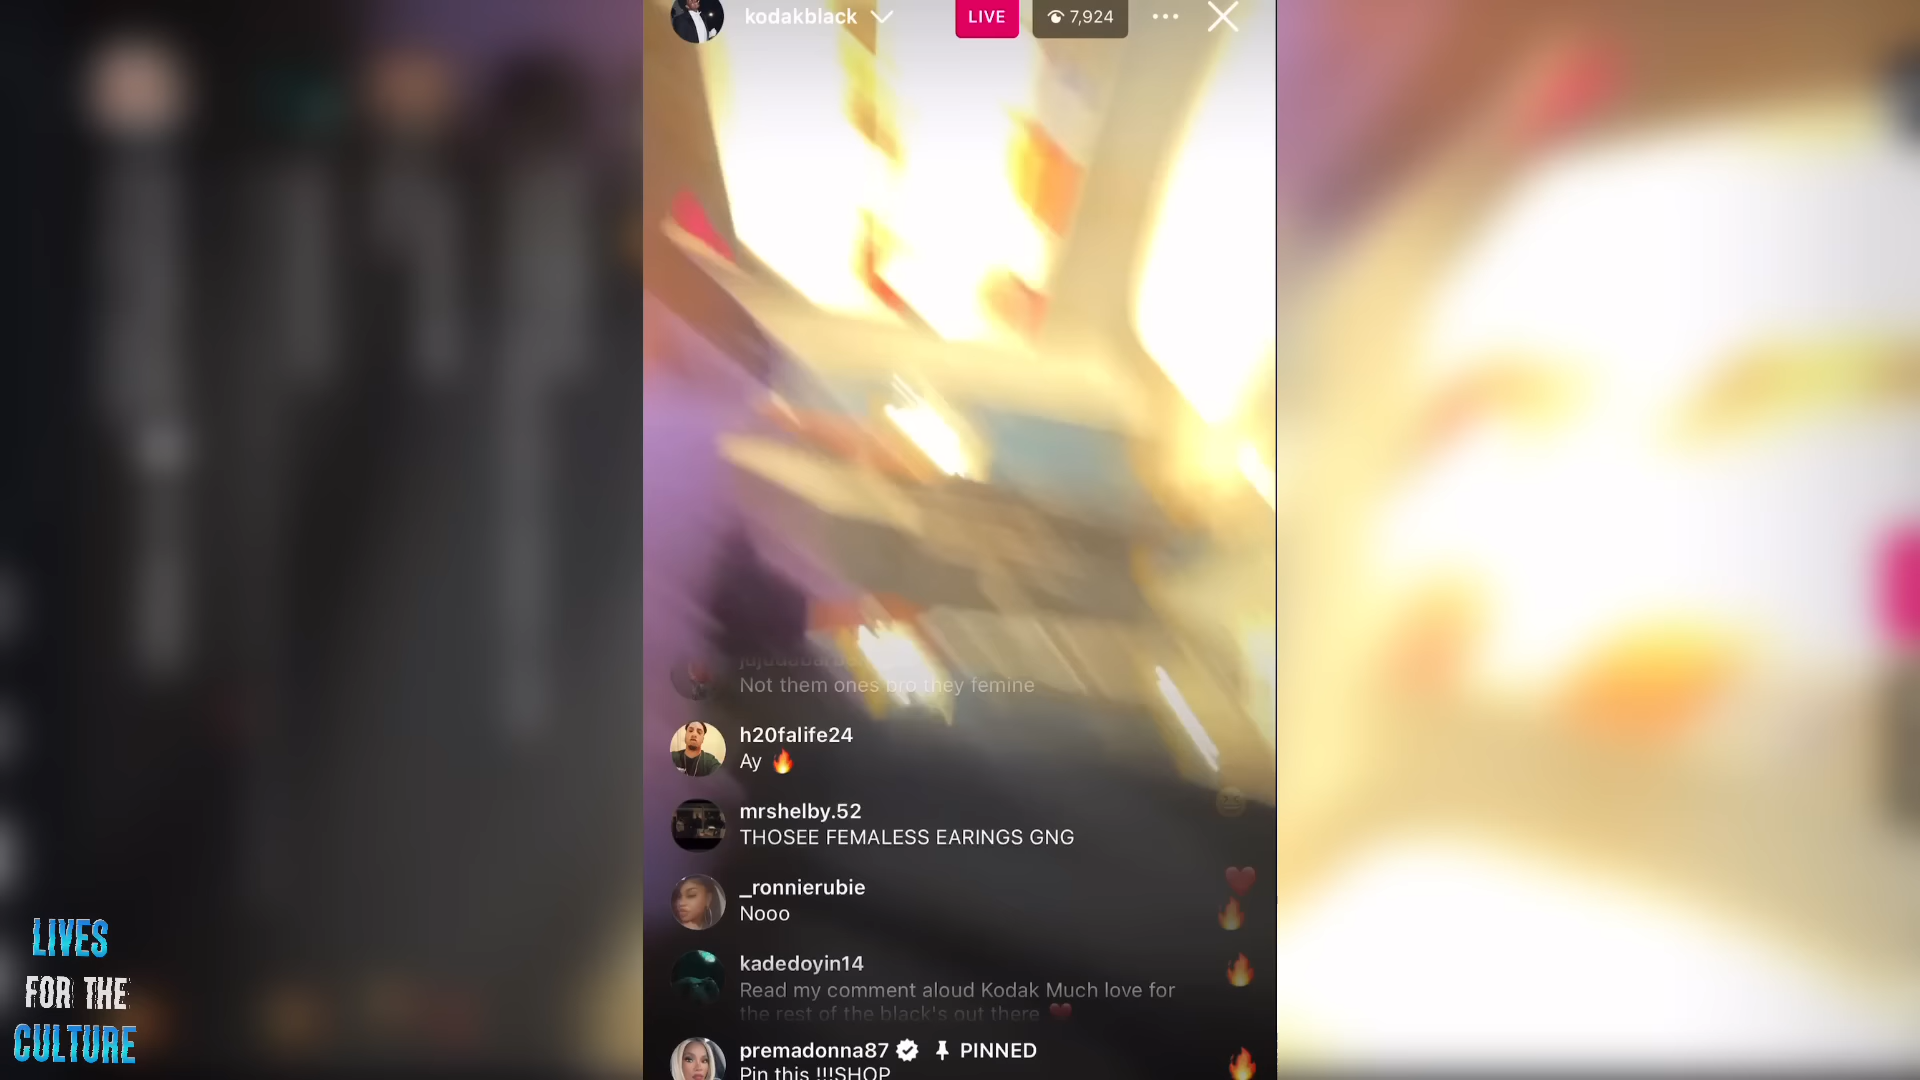 kodakblack
LIVE
7,924
Not them ones bro they femine
h20falife24
Ay 🔥
mrshelby.52
THOSEE FEMALESS EARINGS GNG
_ronnierubie
Nooo
kadedoyin14
Read my comment aloud Kodak Much love for
the rest of the black's out there ❤️
premadonna87 PINNED
Pin this !!!SHOP
LIVES
FOR THE
CULTURE